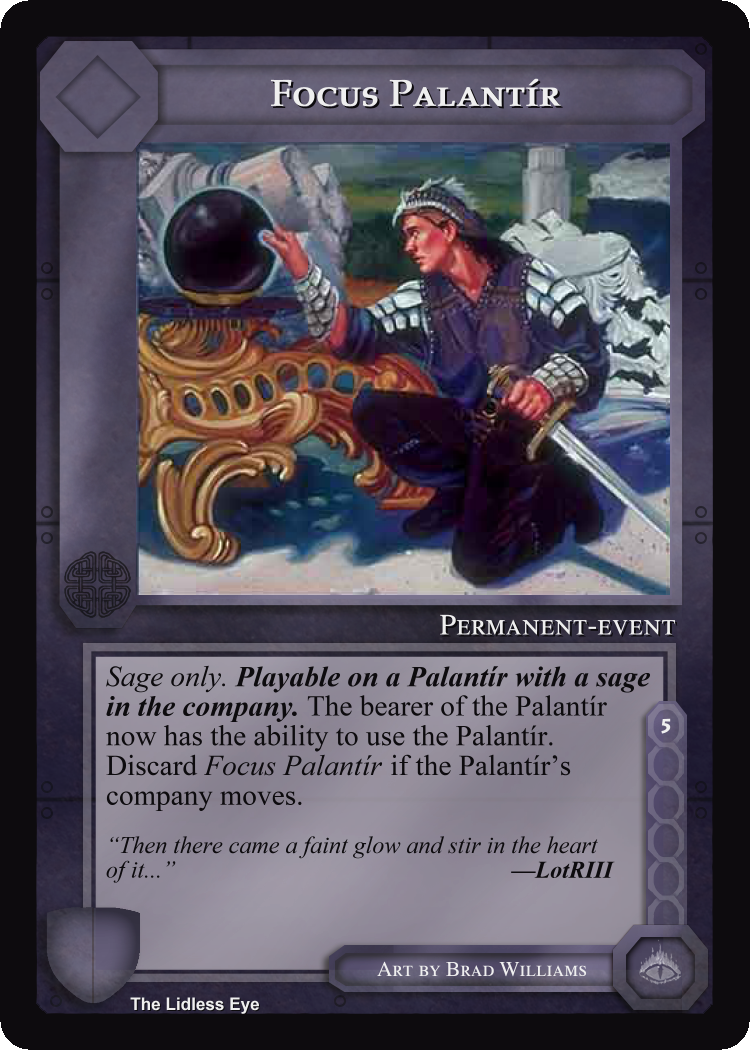 Focus Palantír
Permanent-event
Sage only. Playable on a Palantír with a sage
in the company. The bearer of the Palantír
now has the ability to use the Palantír.
Discard Focus Palantír if the Palantír’s
company moves.
5
“Then there came a faint glow and stir in the heart
of it...” —LotRIII
Art by Brad Williams
The Lidless Eye